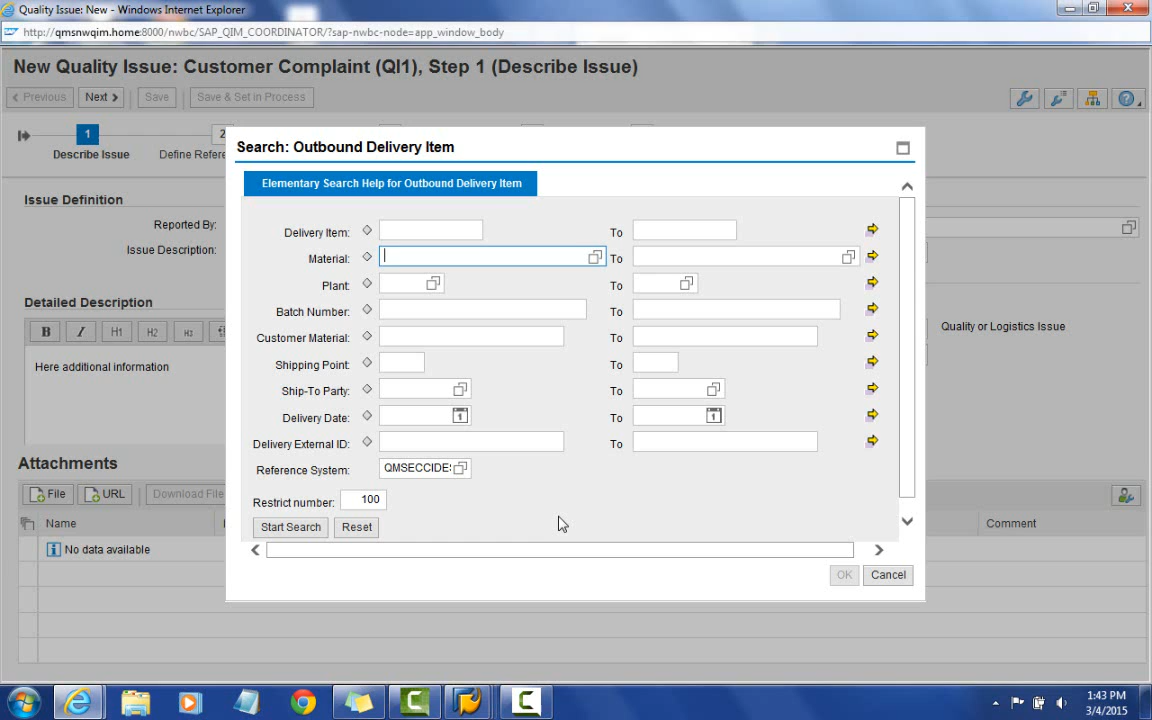 Quality Issue: New - Windows Internet Explorer
http://qmsnwqim.home:8000/nwbc/SAP_QIM_COORDINATOR/?sap-nwbc-node=app_window_body
New Quality Issue: Customer Complaint (QI1), Step 1 (Describe Issue)
Previous Next Save Save & Set in Process
1 2
Describe Issue Define Refere
Search: Outbound Delivery Item
Elementary Search Help for Outbound Delivery Item
Issue Definition
Reported By:
Issue Description:
Delivery Item: To
Material: To
Plant: To
Batch Number: To
Customer Material: To
Shipping Point: To
Ship-To Party: To
Delivery Date: 1 To 1
Delivery External ID: To
Reference System: QMSECCIDE
Restrict number: 100
Start Search Reset
OK Cancel
Detailed Description
B I H1 H2 H3
Here additional information
Quality or Logistics Issue
Attachments
File URL Download File
Name Comment
No data available
1:43 PM
3/4/2015